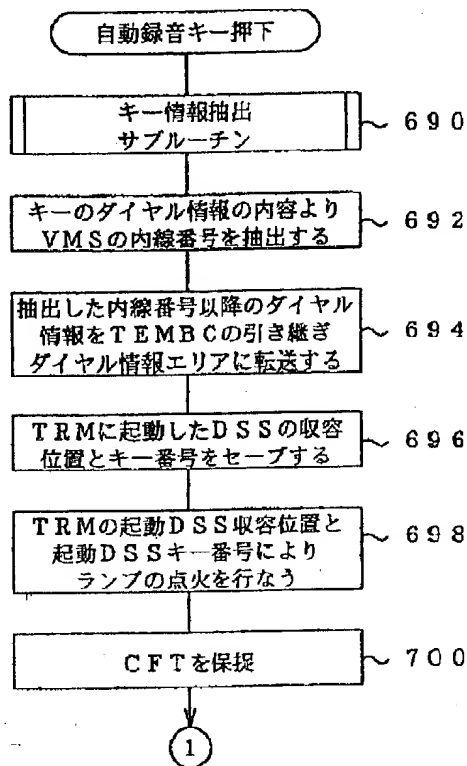 自動録音キー押下
キー情報抽出
サブルーチン
690
キーのダイヤル情報の内容より
VMSの内線番号を抽出する
692
抽出した内線番号以降のダイヤル
情報をTEMBCの引き継ぎ
ダイヤル情報エリアに転送する
694
TRMに起動したDSSの収容
位置とキー番号をセーブする
696
TRMの起動DSS収容位置と
起動DSSキー番号により
ランプの点火を行なう
698
CFTを保捉
700
1